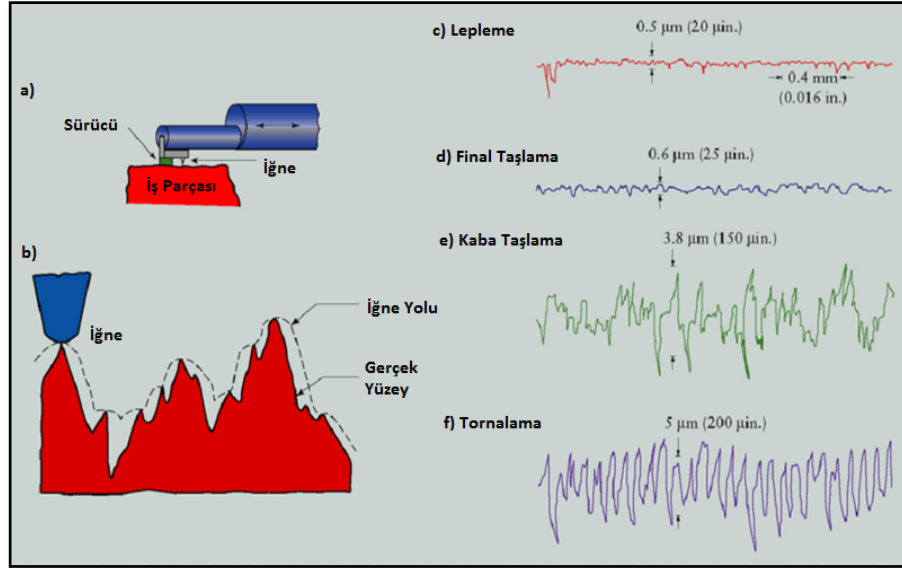 a)
Sürücü
İğne
İş Parçası
b)
İğne
İğne Yolu
Gerçek
Yüzey
c) Lepleme
0.5 µm (20 µin.)
0.4 mm
(0.016 in.)
d) Final Taşlama
0.6 µm (25 µin.)
e) Kaba Taşlama
3.8 µm (150 µin.)
f) Tornalama
5 µm (200 µin.)